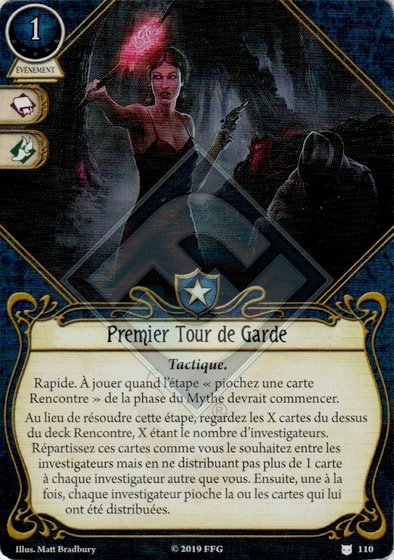 1
ÉVÉNEMENT
Premier Tour de Garde
Tactique.
Rapide. À jouer quand l'étape « piochez une carte
Rencontre » de la phase du Mythe devrait commencer.
Au lieu de résoudre cette étape, regardez les X cartes du dessus
du deck Rencontre, X étant le nombre d'investigateurs.
Répartissez ces cartes comme vous le souhaitez entre les
investigateurs mais en ne distribuant pas plus de 1 carte
à chaque investigateur autre que vous. Ensuite, une à la
fois, chaque investigateur pioche la ou les cartes qui lui
ont été distribuées.
®
Illus. Matt Bradbury © 2019 FFG 110